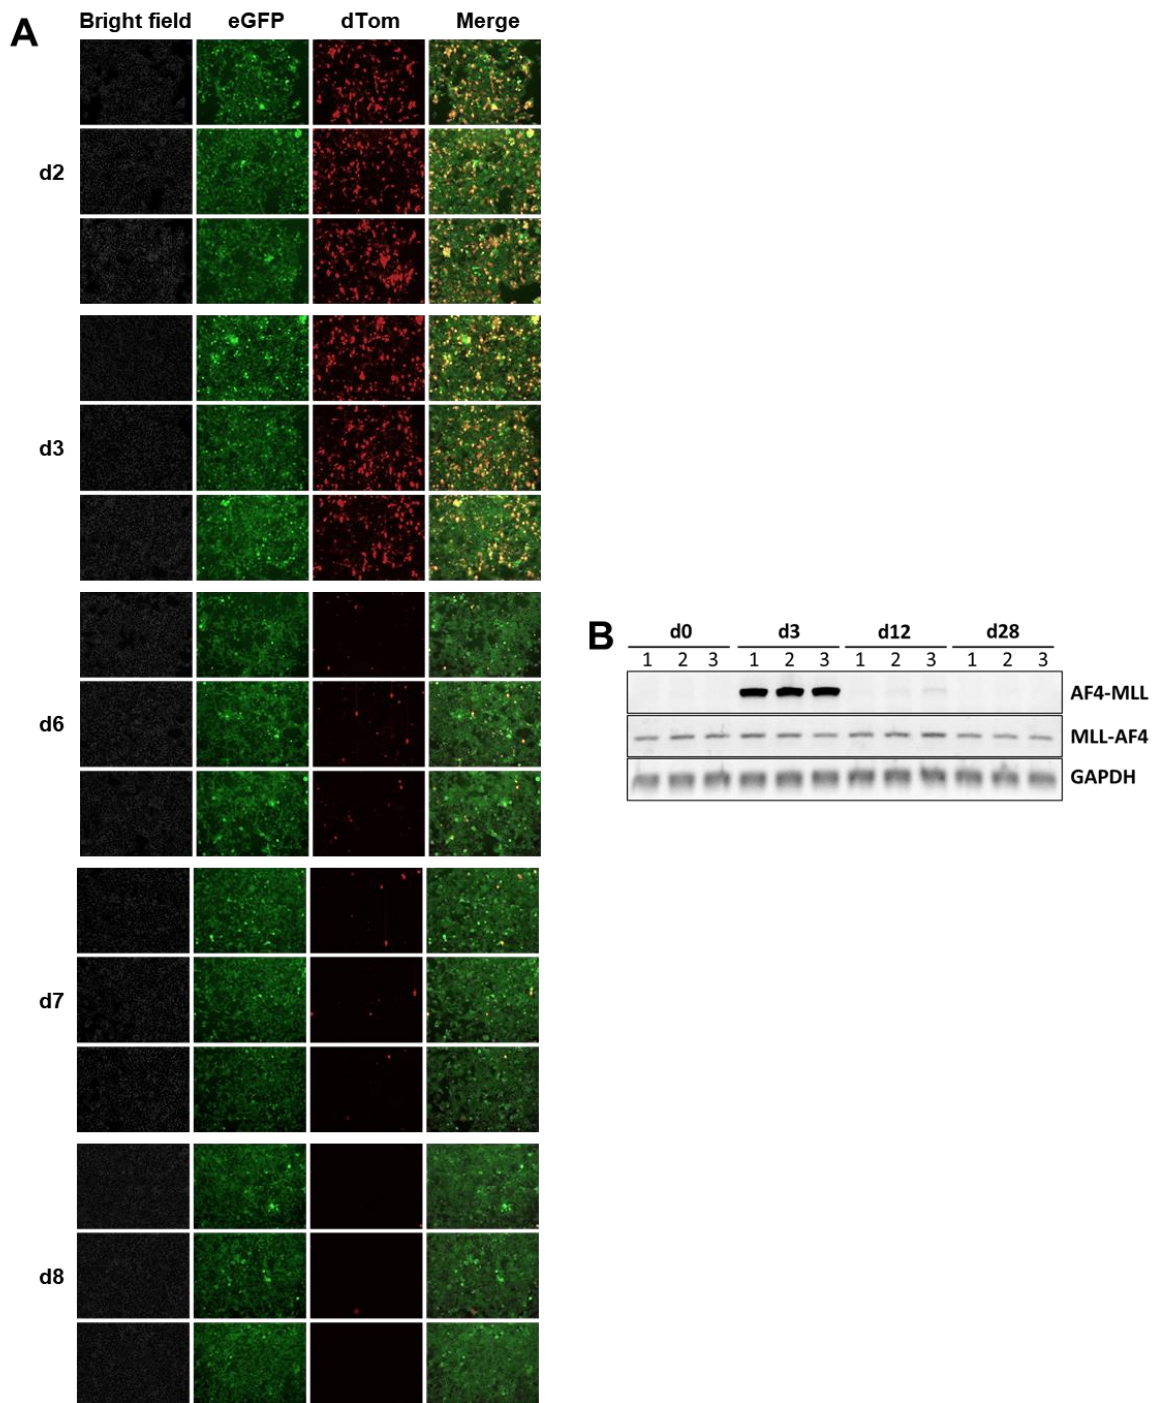 A
Bright field eGFP dTom Merge
d2
d3
d6
d7
d8
B
d0 d3 d12 d28
1 2 3 1 2 3 1 2 3 1 2 3
AF4-MLL
MLL-AF4
GAPDH